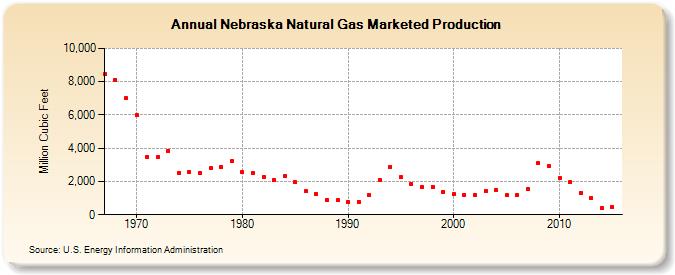 Annual Nebraska Natural Gas Marketed Production
Million Cubic Feet
10,000
8,000
6,000
4,000
2,000
0
1970 1980 1990 2000 2010
Source: U.S. Energy Information Administration